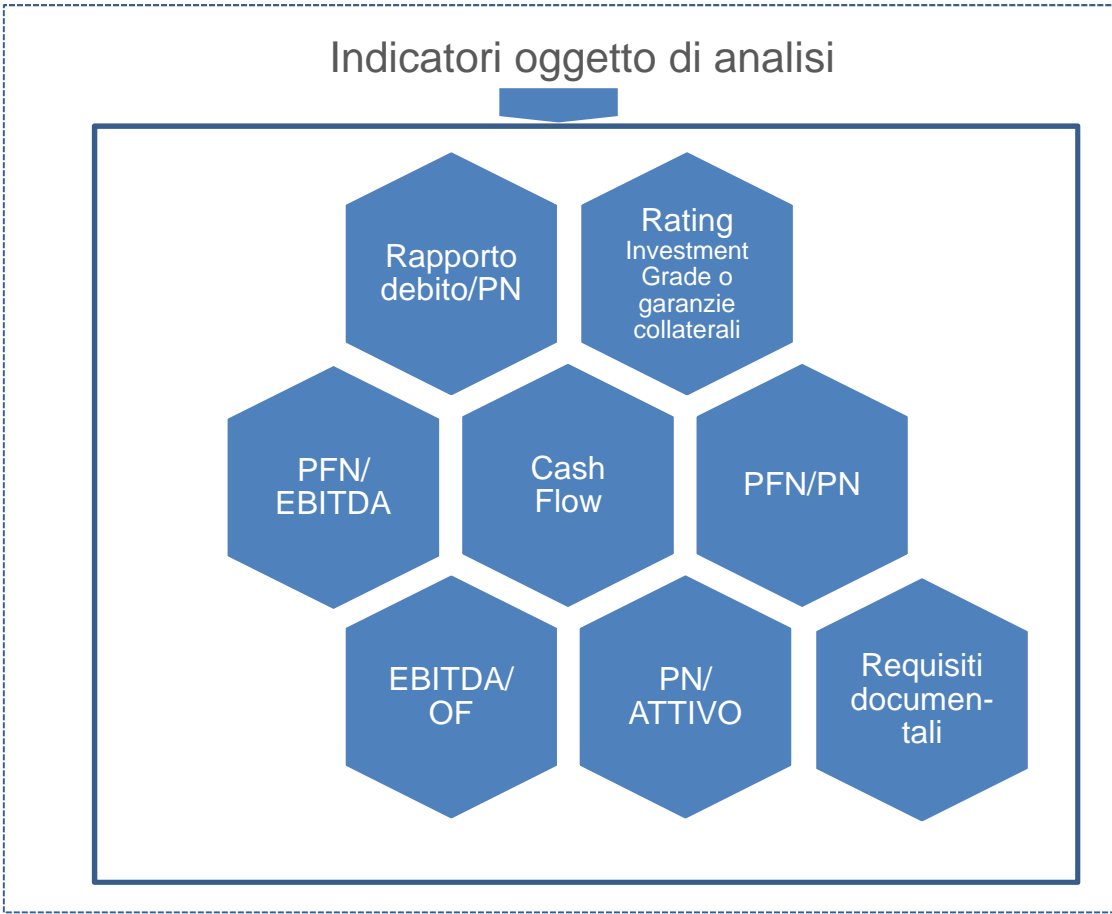 Indicatori oggetto di analisi
Rapporto
debito/PN
Rating
Investment
Grade o
garanzie
collaterali
PFN/
EBITDA
Cash
Flow
PFN/PN
EBITDA/
OF
PN/
ATTIVO
Requisiti
documen-
tali